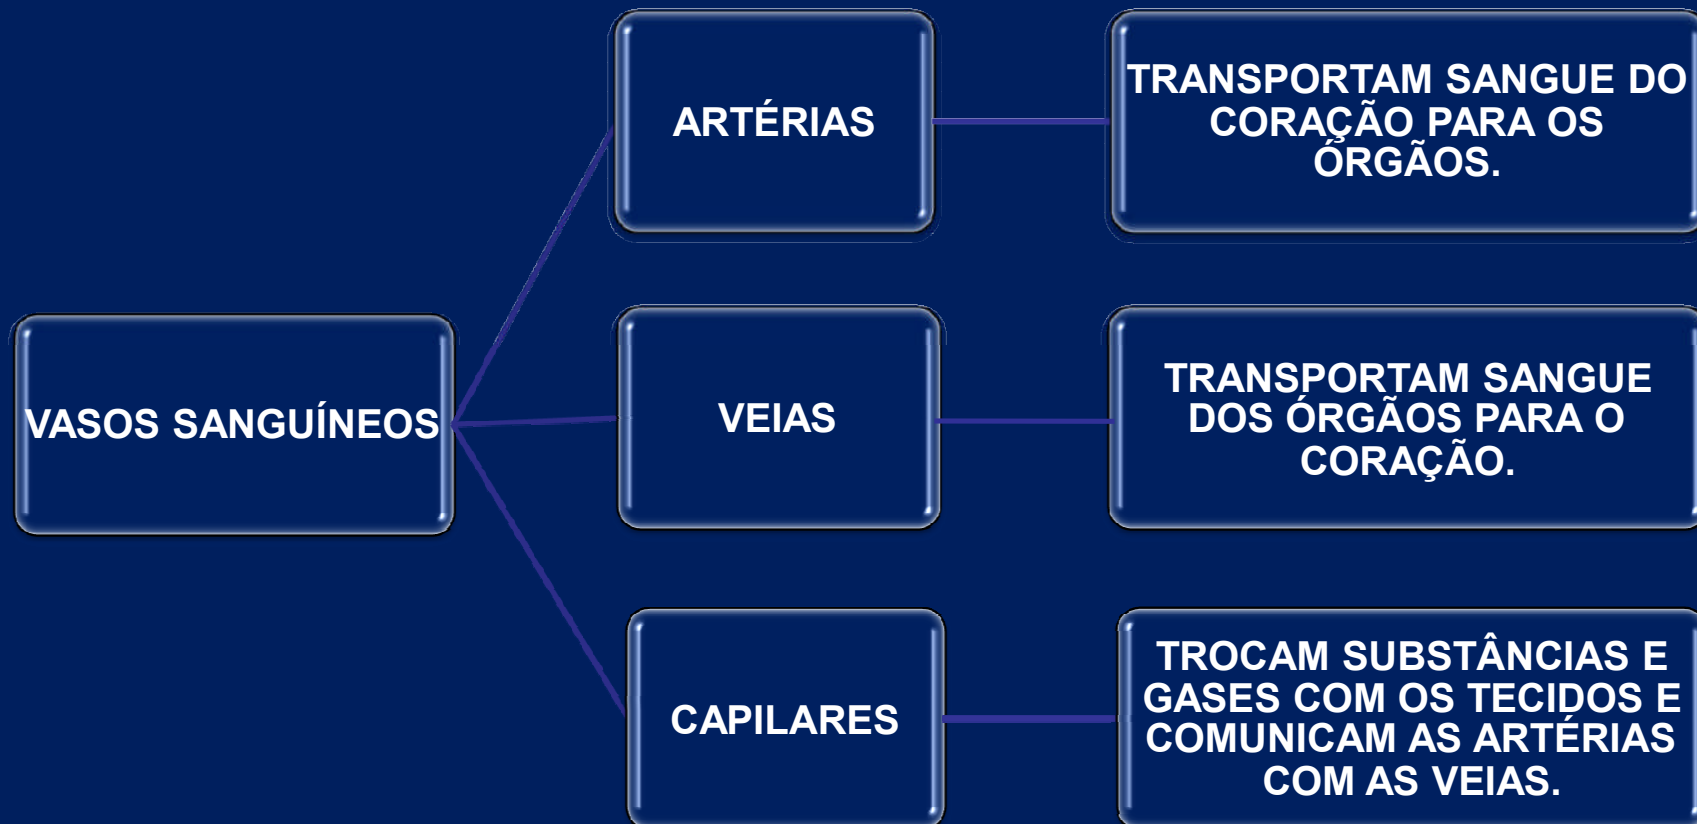 VASOS SANGUÍNEOS
ARTÉRIAS
TRANSPORTAM SANGUE DO
CORAÇÃO PARA OS
ÓRGÃOS.
VEIAS
TRANSPORTAM SANGUE
DOS ÓRGÃOS PARA O
CORAÇÃO.
CAPILARES
TROCAM SUBSTÂNCIAS E
GASES COM OS TECIDOS E
COMUNICAM AS ARTÉRIAS
COM AS VEIAS.